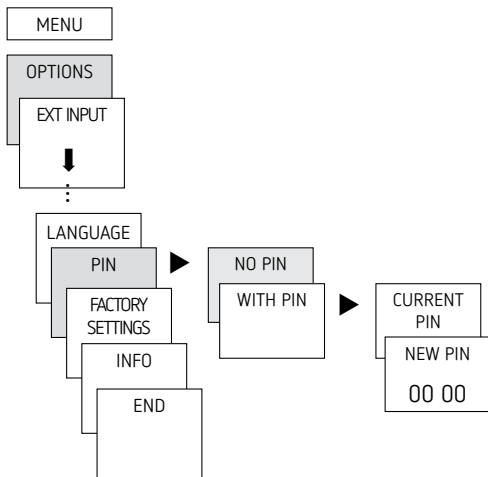 MENU
OPTIONS
EXT INPUT
LANGUAGE
PIN
NO PIN
WITH PIN
CURRENT
PIN
NEW PIN
00 00
FACTORY
SETTINGS
INFO
END